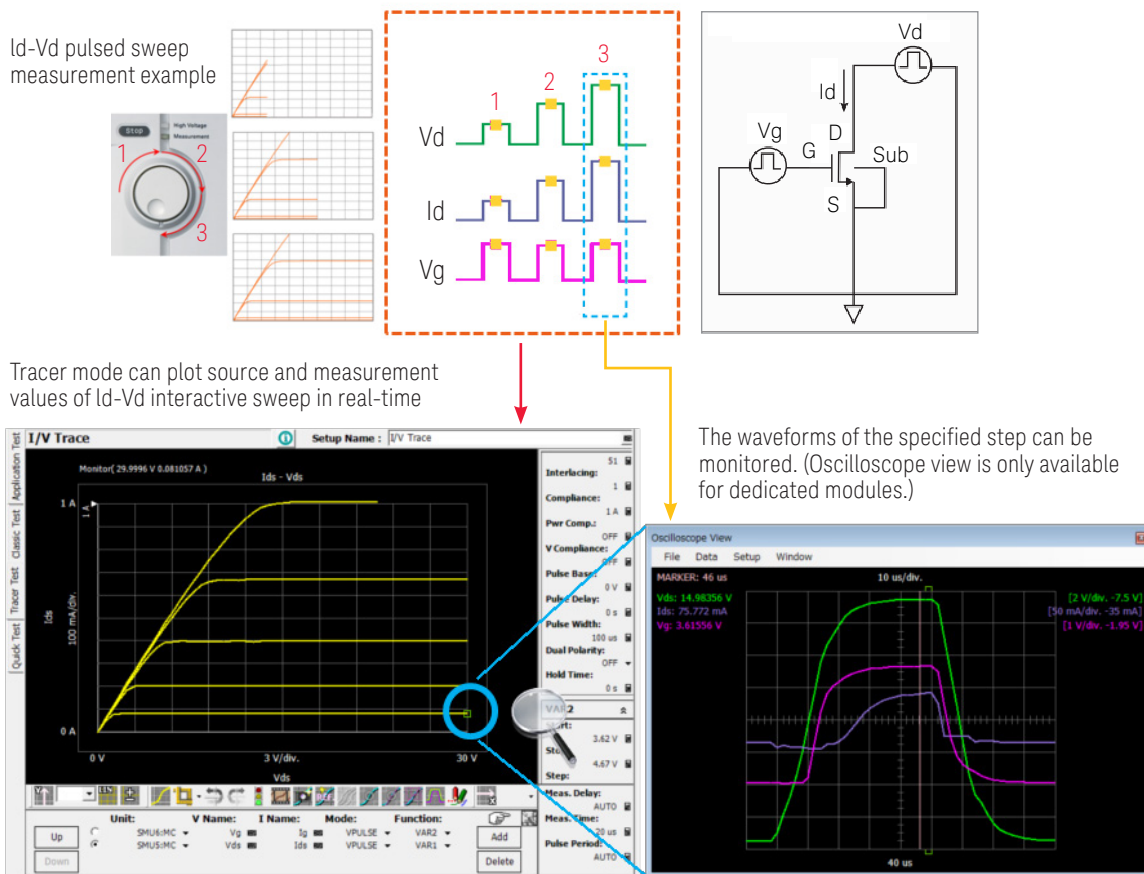 Id-Vd pulsed sweep
measurement example
Stop
High Voltage
Measurement
1
2
3
1
2
3
Vd
Id
Vg
Vd
Id
Vg
D
G
Sub
S
Tracer mode can plot source and measurement
values of Id-Vd interactive sweep in real-time
The waveforms of the specified step can be
monitored. (Oscilloscope view is only available
for dedicated modules.)
I/V Trace
Setup Name : I/V Trace
Quick Test
Tracer Test
Classic Test
Application Test
Monitor( 29.9996 V 0.081057 A )
Ids - Vds
1 A
1 A
Ids
100 mA/div.
0 A
0 V
3 V/div.
30 V
Vds
51
Interlacing:
1
Compliance:
1 A
Pwr Comp.:
OFF
V Compliance:
OFF
Pulse Base:
0 V
Pulse Delay:
0 s
Pulse Width:
100 us
Dual Polarity:
OFF
Hold Time:
0 s
VAR2
3.62 V
4.67 V
Step:
Meas. Delay:
AUTO
Meas. Time:
20 us
Pulse Period:
AUTO
Unit: V Name: I Name: Mode: Function:
Up SMU6:MC Vg Ig VPULSE VAR2 Add
Down SMU5:MC Vds Ids VPULSE VAR1 Delete
Oscilloscope View
File Data Setup Window
MARKER: 46 us 10 us/div.
Vds: 14.98356 V [2 V/div. -7.5 V]
Ids: 75.772 mA [50 mA/div. -35 mA]
Vg: 3.61556 V [1 V/div. -1.95 V]
40 us